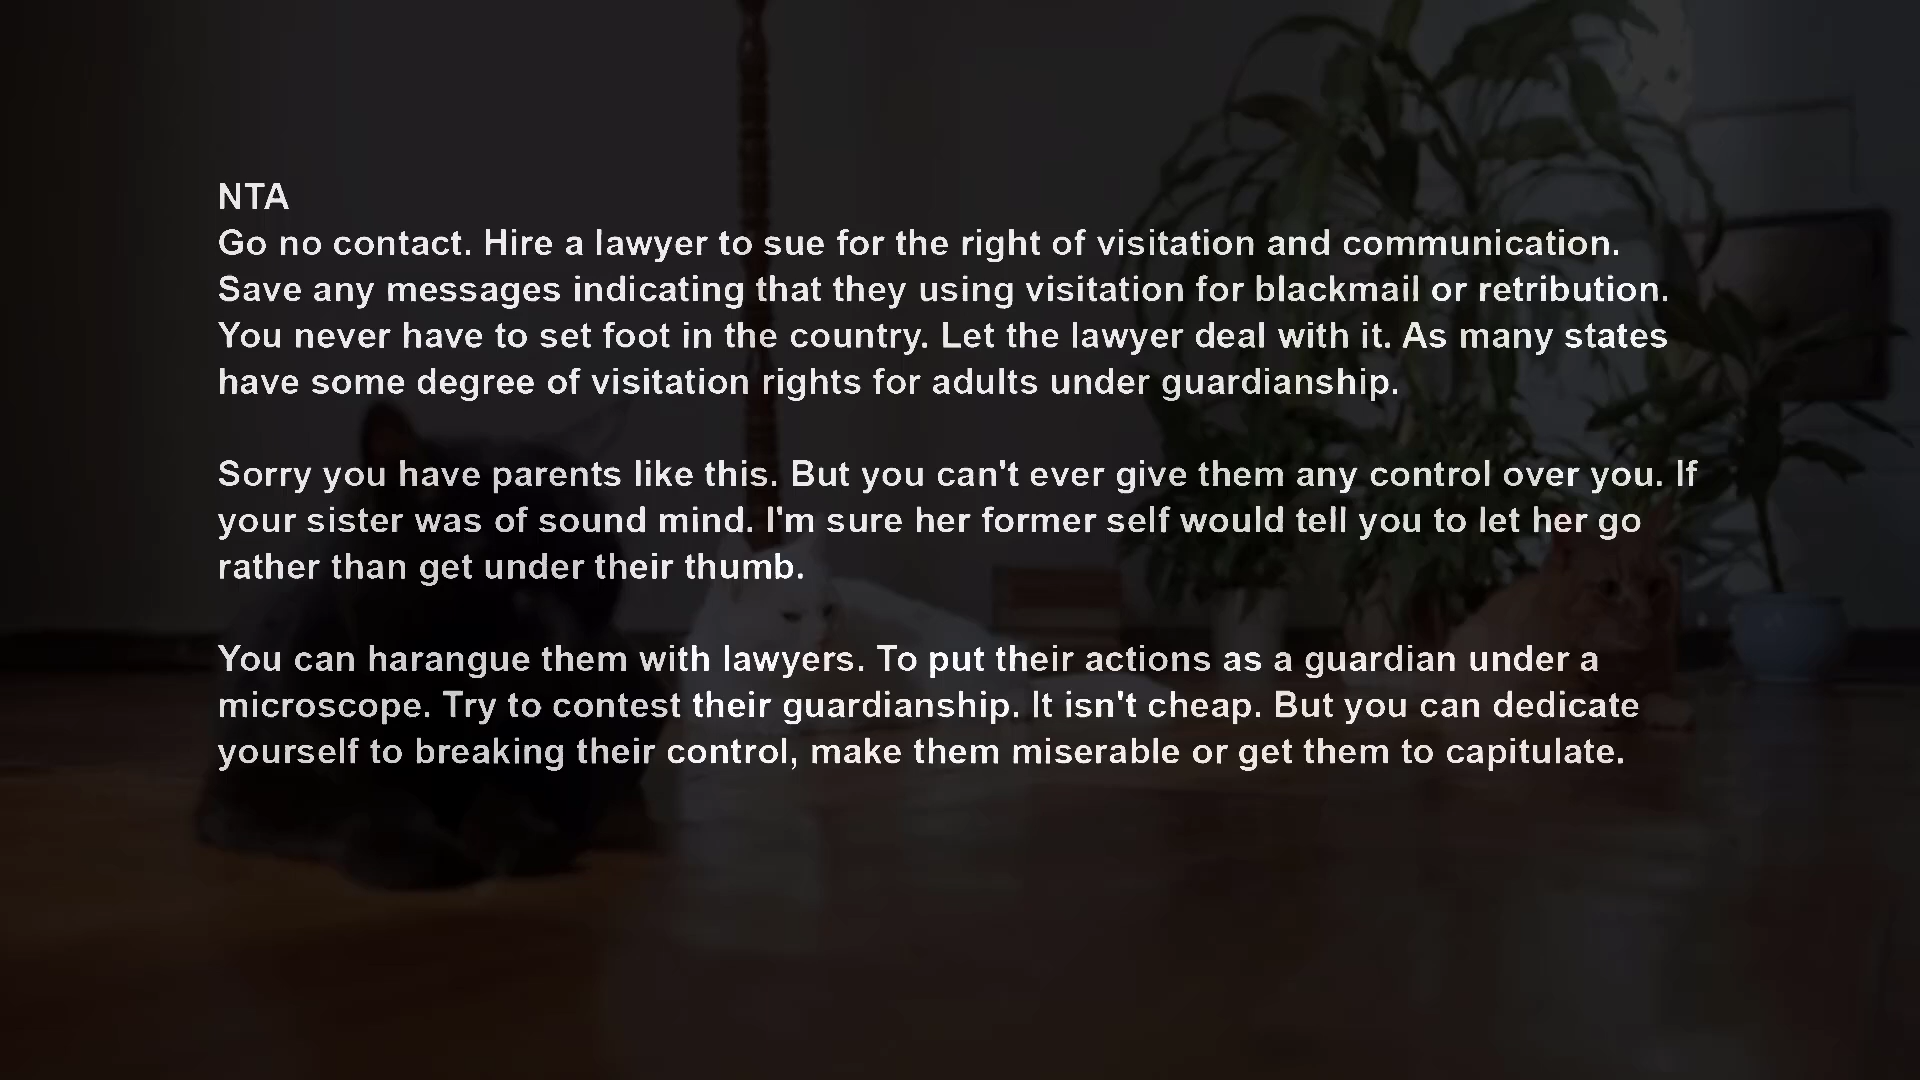 NTA
Go no contact. Hire a lawyer to sue for the right of visitation and communication.
Save any messages indicating that they using visitation for blackmail or retribution.
You never have to set foot in the country. Let the lawyer deal with it. As many states
have some degree of visitation rights for adults under guardianship.
Sorry you have parents like this. But you can't ever give them any control over you. If
your sister was of sound mind. I'm sure her former self would tell you to let her go
rather than get under their thumb.
You can harangue them with lawyers. To put their actions as a guardian under a
microscope. Try to contest their guardianship. It isn't cheap. But you can dedicate
yourself to breaking their control, make them miserable or get them to capitulate.